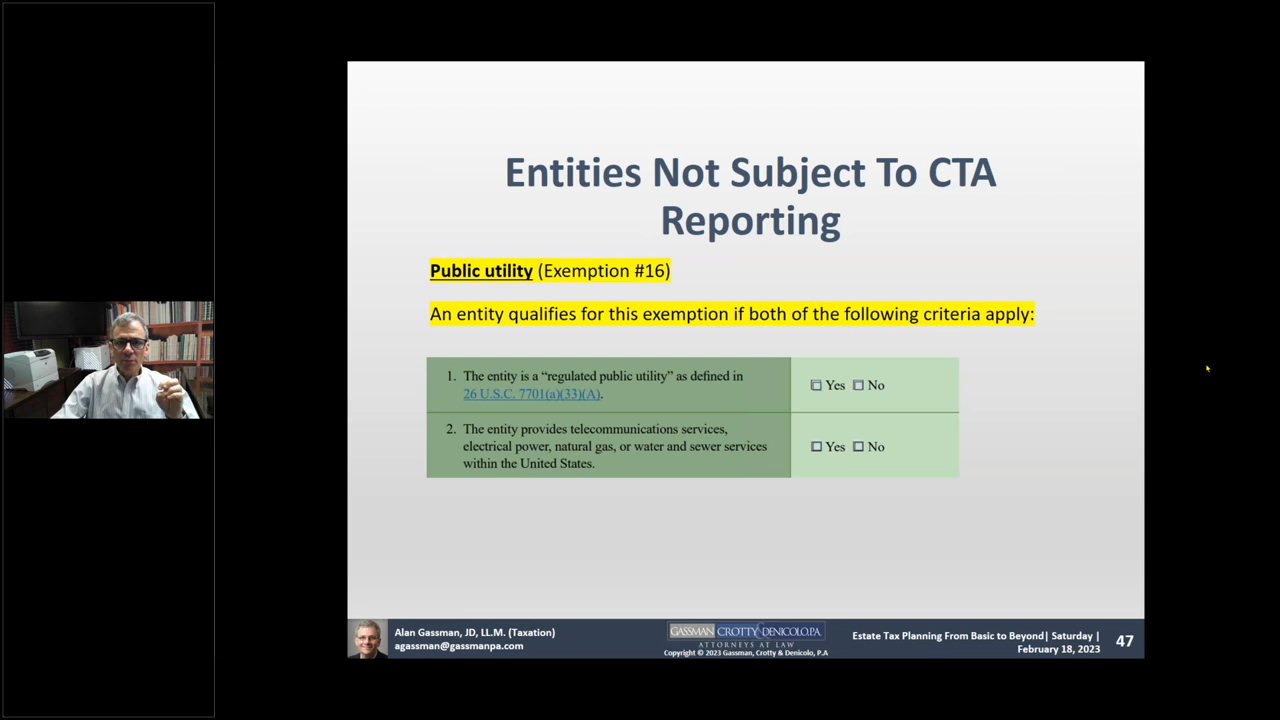 Entities Not Subject To CTA
Reporting
Public utility (Exemption #16)
An entity qualifies for this exemption if both of the following criteria apply:
1. The entity is a “regulated public utility” as defined in
26 U.S.C. 7701(a)(33)(A).
Yes No
2. The entity provides telecommunications services,
electrical power, natural gas, or water and sewer services
within the United States.
Yes No
Alan Gassman, JD, LL.M. (Taxation)
agassman@gassmanpa.com
GASSMAN CROTTY DENICOLO, P.A.
ATTORNEYS AT LAW
Copyright © 2023 Gassman, Crotty & Denicolo, P.A
Estate Tax Planning From Basic to Beyond| Saturday |
February 18, 2023
47